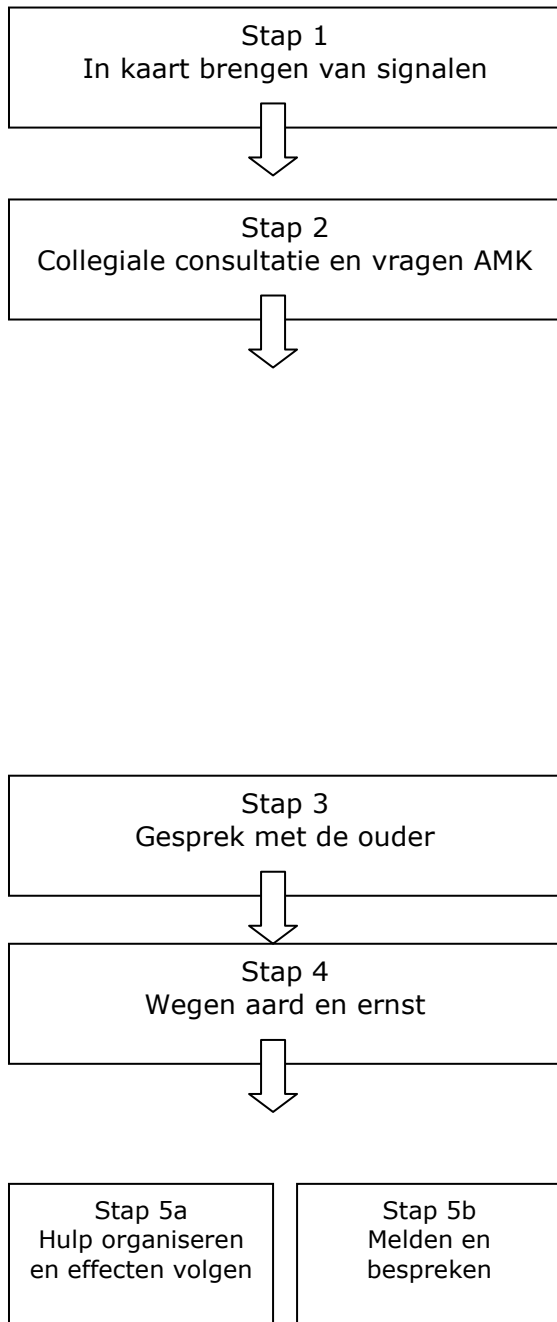 Stap 1
In kaart brengen van signalen
Stap 2
Collegiale consultatie en vragen AMK
Stap 3
Gesprek met de ouder
Stap 4
Wegen aard en ernst
Stap 5a
Hulp organiseren
en effecten volgen
Stap 5b
Melden en
bespreken